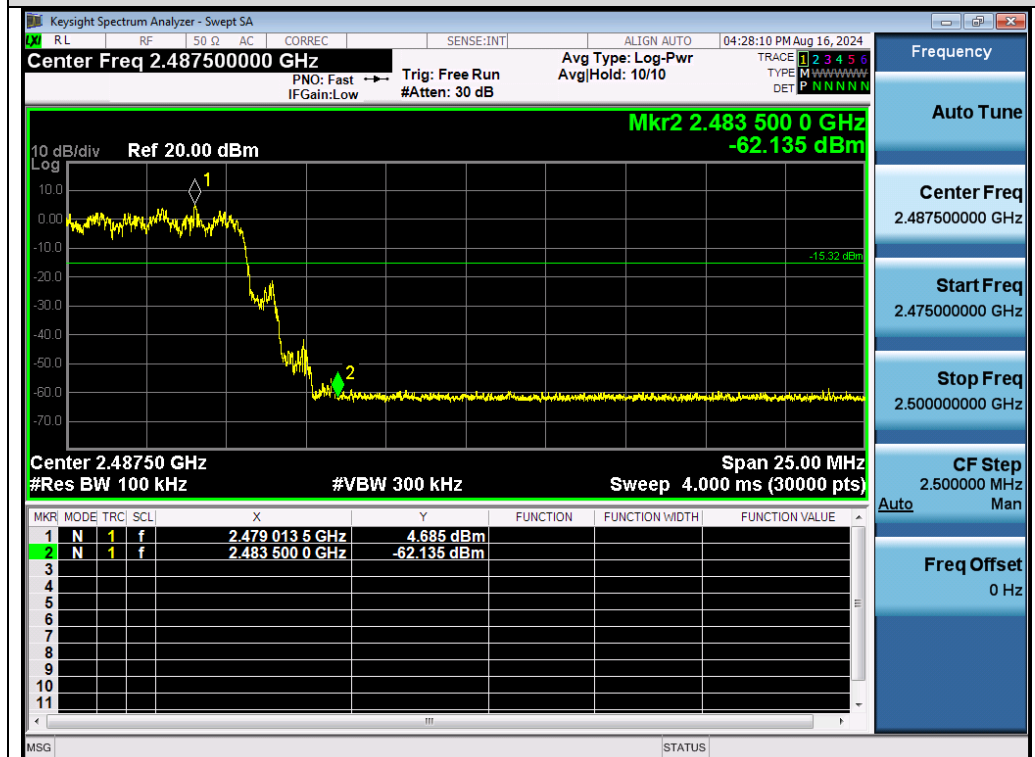 Keysight Spectrum Analyzer - Swept SA
LXI RL RF 50 Ω AC CORREC SENSE:INT ALIGN AUTO 04:28:10 PM Aug 16, 2024
Center Freq 2.487500000 GHz
PNO: Fast
IFGain:Low
Trig: Free Run
#Atten: 30 dB
Avg Type: Log-Pwr
Avg|Hold: 10/10
TRACE 1 2 3 4 5 6
TYPE M WWWWW
DET P N N N N N
Mkr2 2.483 500 0 GHz
-62.135 dBm
10 dB/div Ref 20.00 dBm
Log
10.0
0.00
-10.0
-20.0
-30.0
-40.0
-50.0
-60.0
-70.0
1
2
-15.32 dBm
Center 2.48750 GHz Span 25.00 MHz
#Res BW 100 kHz #VBW 300 kHz Sweep 4.000 ms (30000 pts)
MKR MODE TRC SCL X Y FUNCTION FUNCTION WIDTH FUNCTION VALUE
1 N 1 f 2.479 013 5 GHz 4.685 dBm
2 N 1 f 2.483 500 0 GHz -62.135 dBm
3
4
5
6
7
8
9
10
11
MSG STATUS
Frequency
Auto Tune
Center Freq
2.487500000 GHz
Start Freq
2.475000000 GHz
Stop Freq
2.500000000 GHz
CF Step
2.500000 MHz
Auto Man
Freq Offset
0 Hz